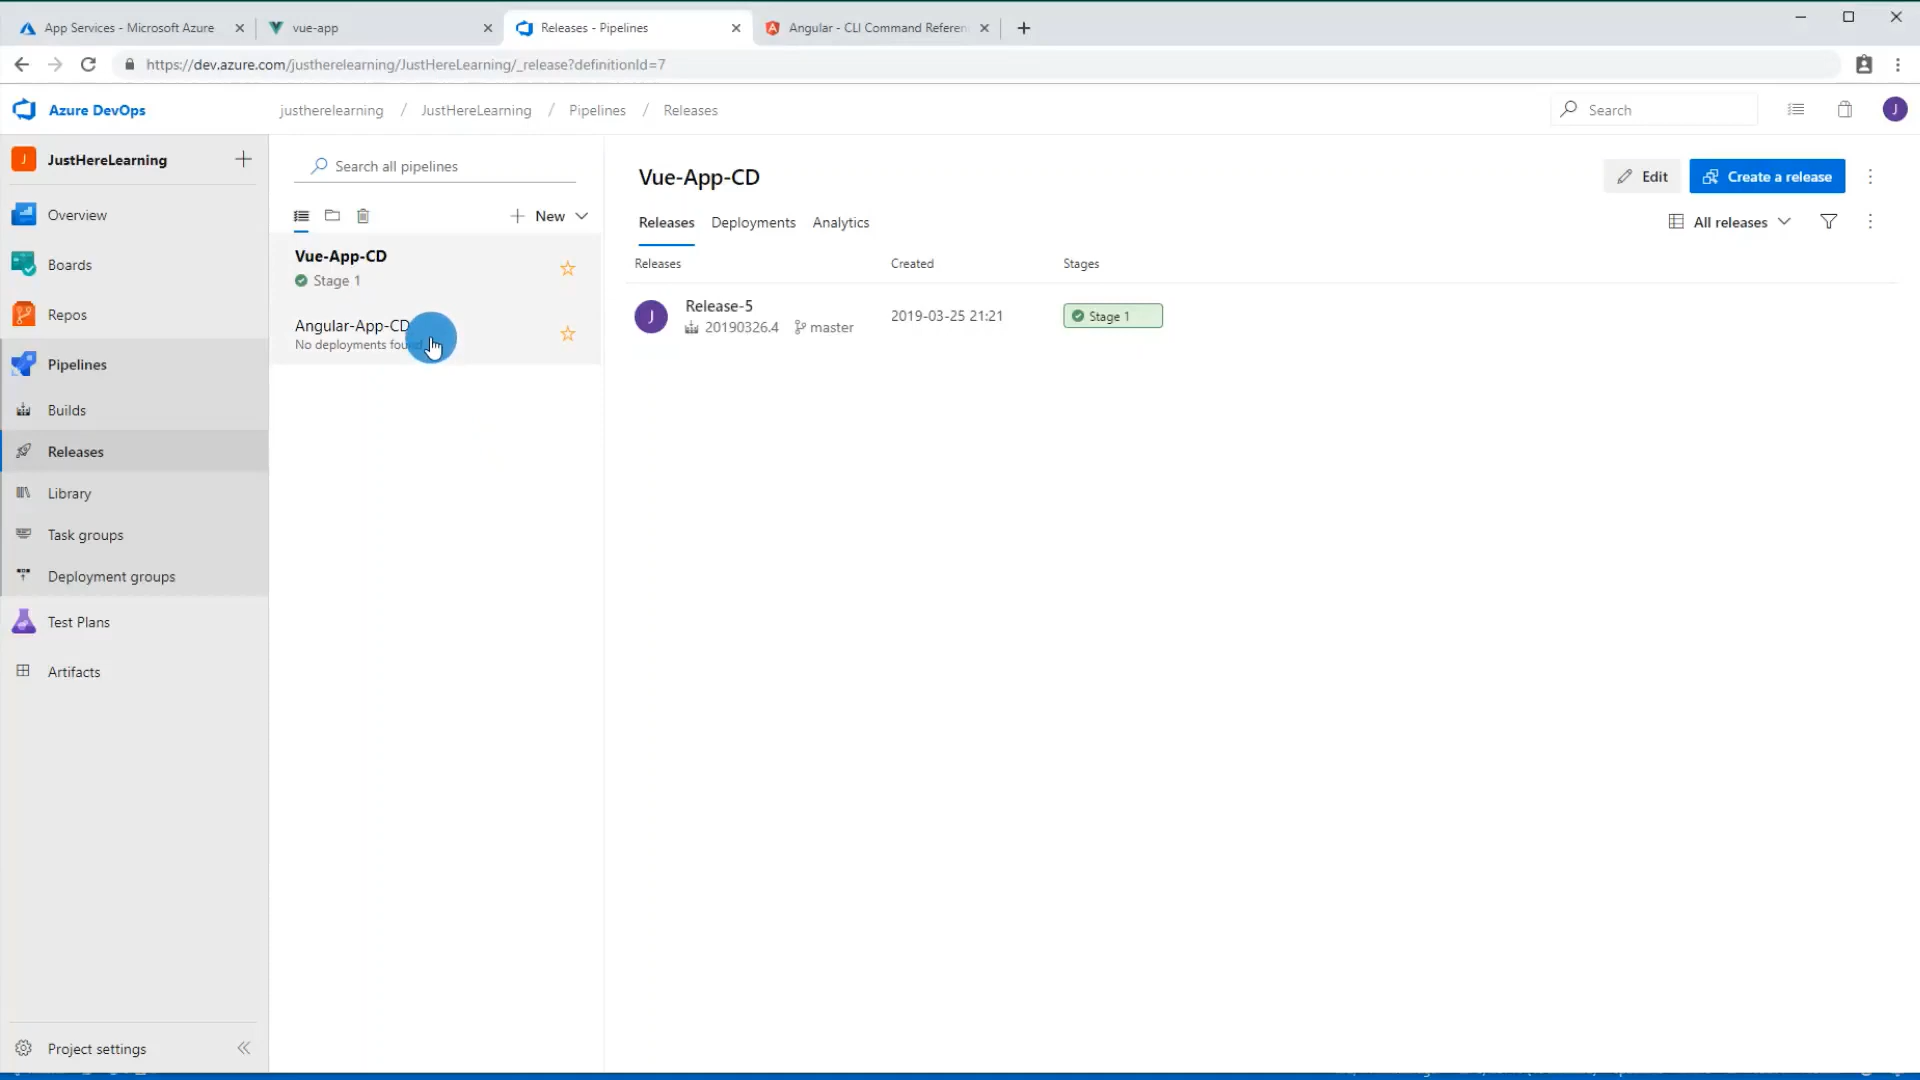 App Services - Microsoft Azure
vue-app
Releases - Pipelines
Angular - CLI Command Referen
https://dev.azure.com/justherelearning/JustHereLearning/_release?definitionId=7
Azure DevOps
justherelearning / JustHereLearning / Pipelines / Releases
Search
J
J
JustHereLearning
Overview
Boards
Repos
Pipelines
Builds
Releases
Library
Task groups
Deployment groups
Test Plans
Artifacts
Project settings
Search all pipelines
New
Vue-App-CD
Stage 1
Angular-App-CD
No deployments fou
Vue-App-CD
Edit
Create a release
Releases Deployments Analytics
All releases
Releases Created Stages
J
Release-5
20190326.4 master
2019-03-25 21:21
Stage 1